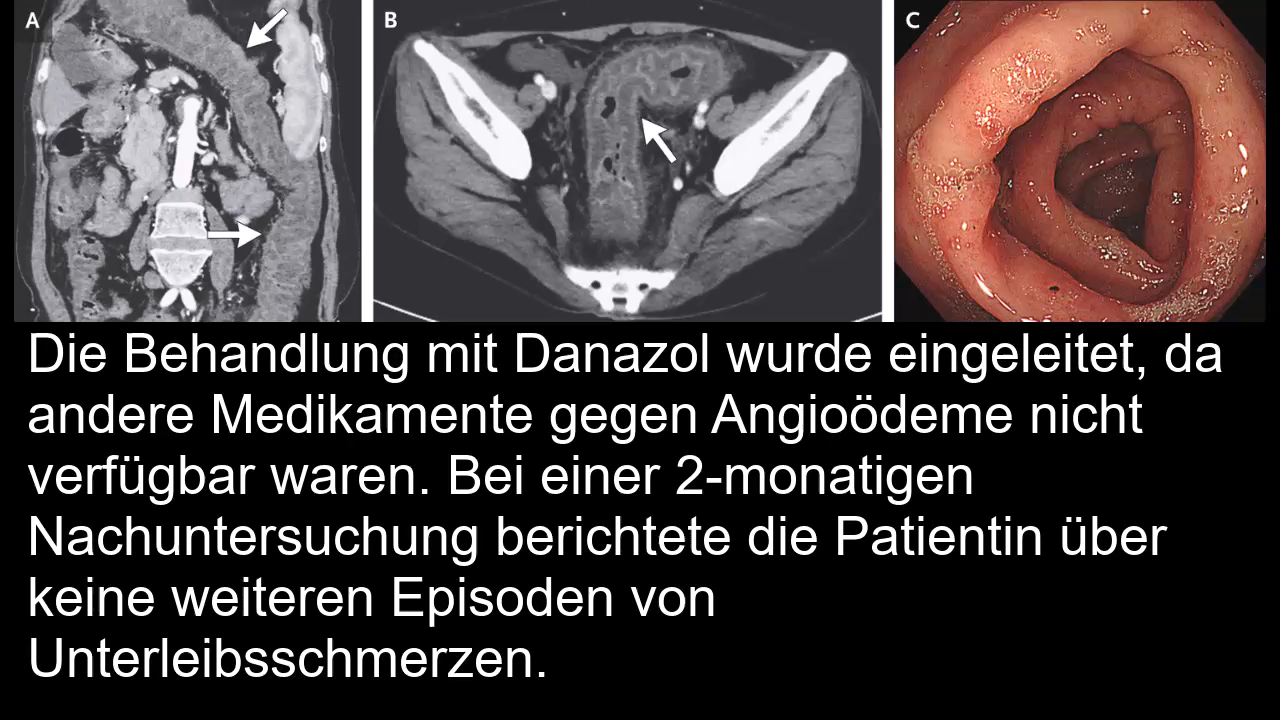 A B C
Die Behandlung mit Danazol wurde eingeleitet, da
andere Medikamente gegen Angioödeme nicht
verfügbar waren. Bei einer 2-monatigen
Nachuntersuchung berichtete die Patientin über
keine weiteren Episoden von
Unterleibsschmerzen.